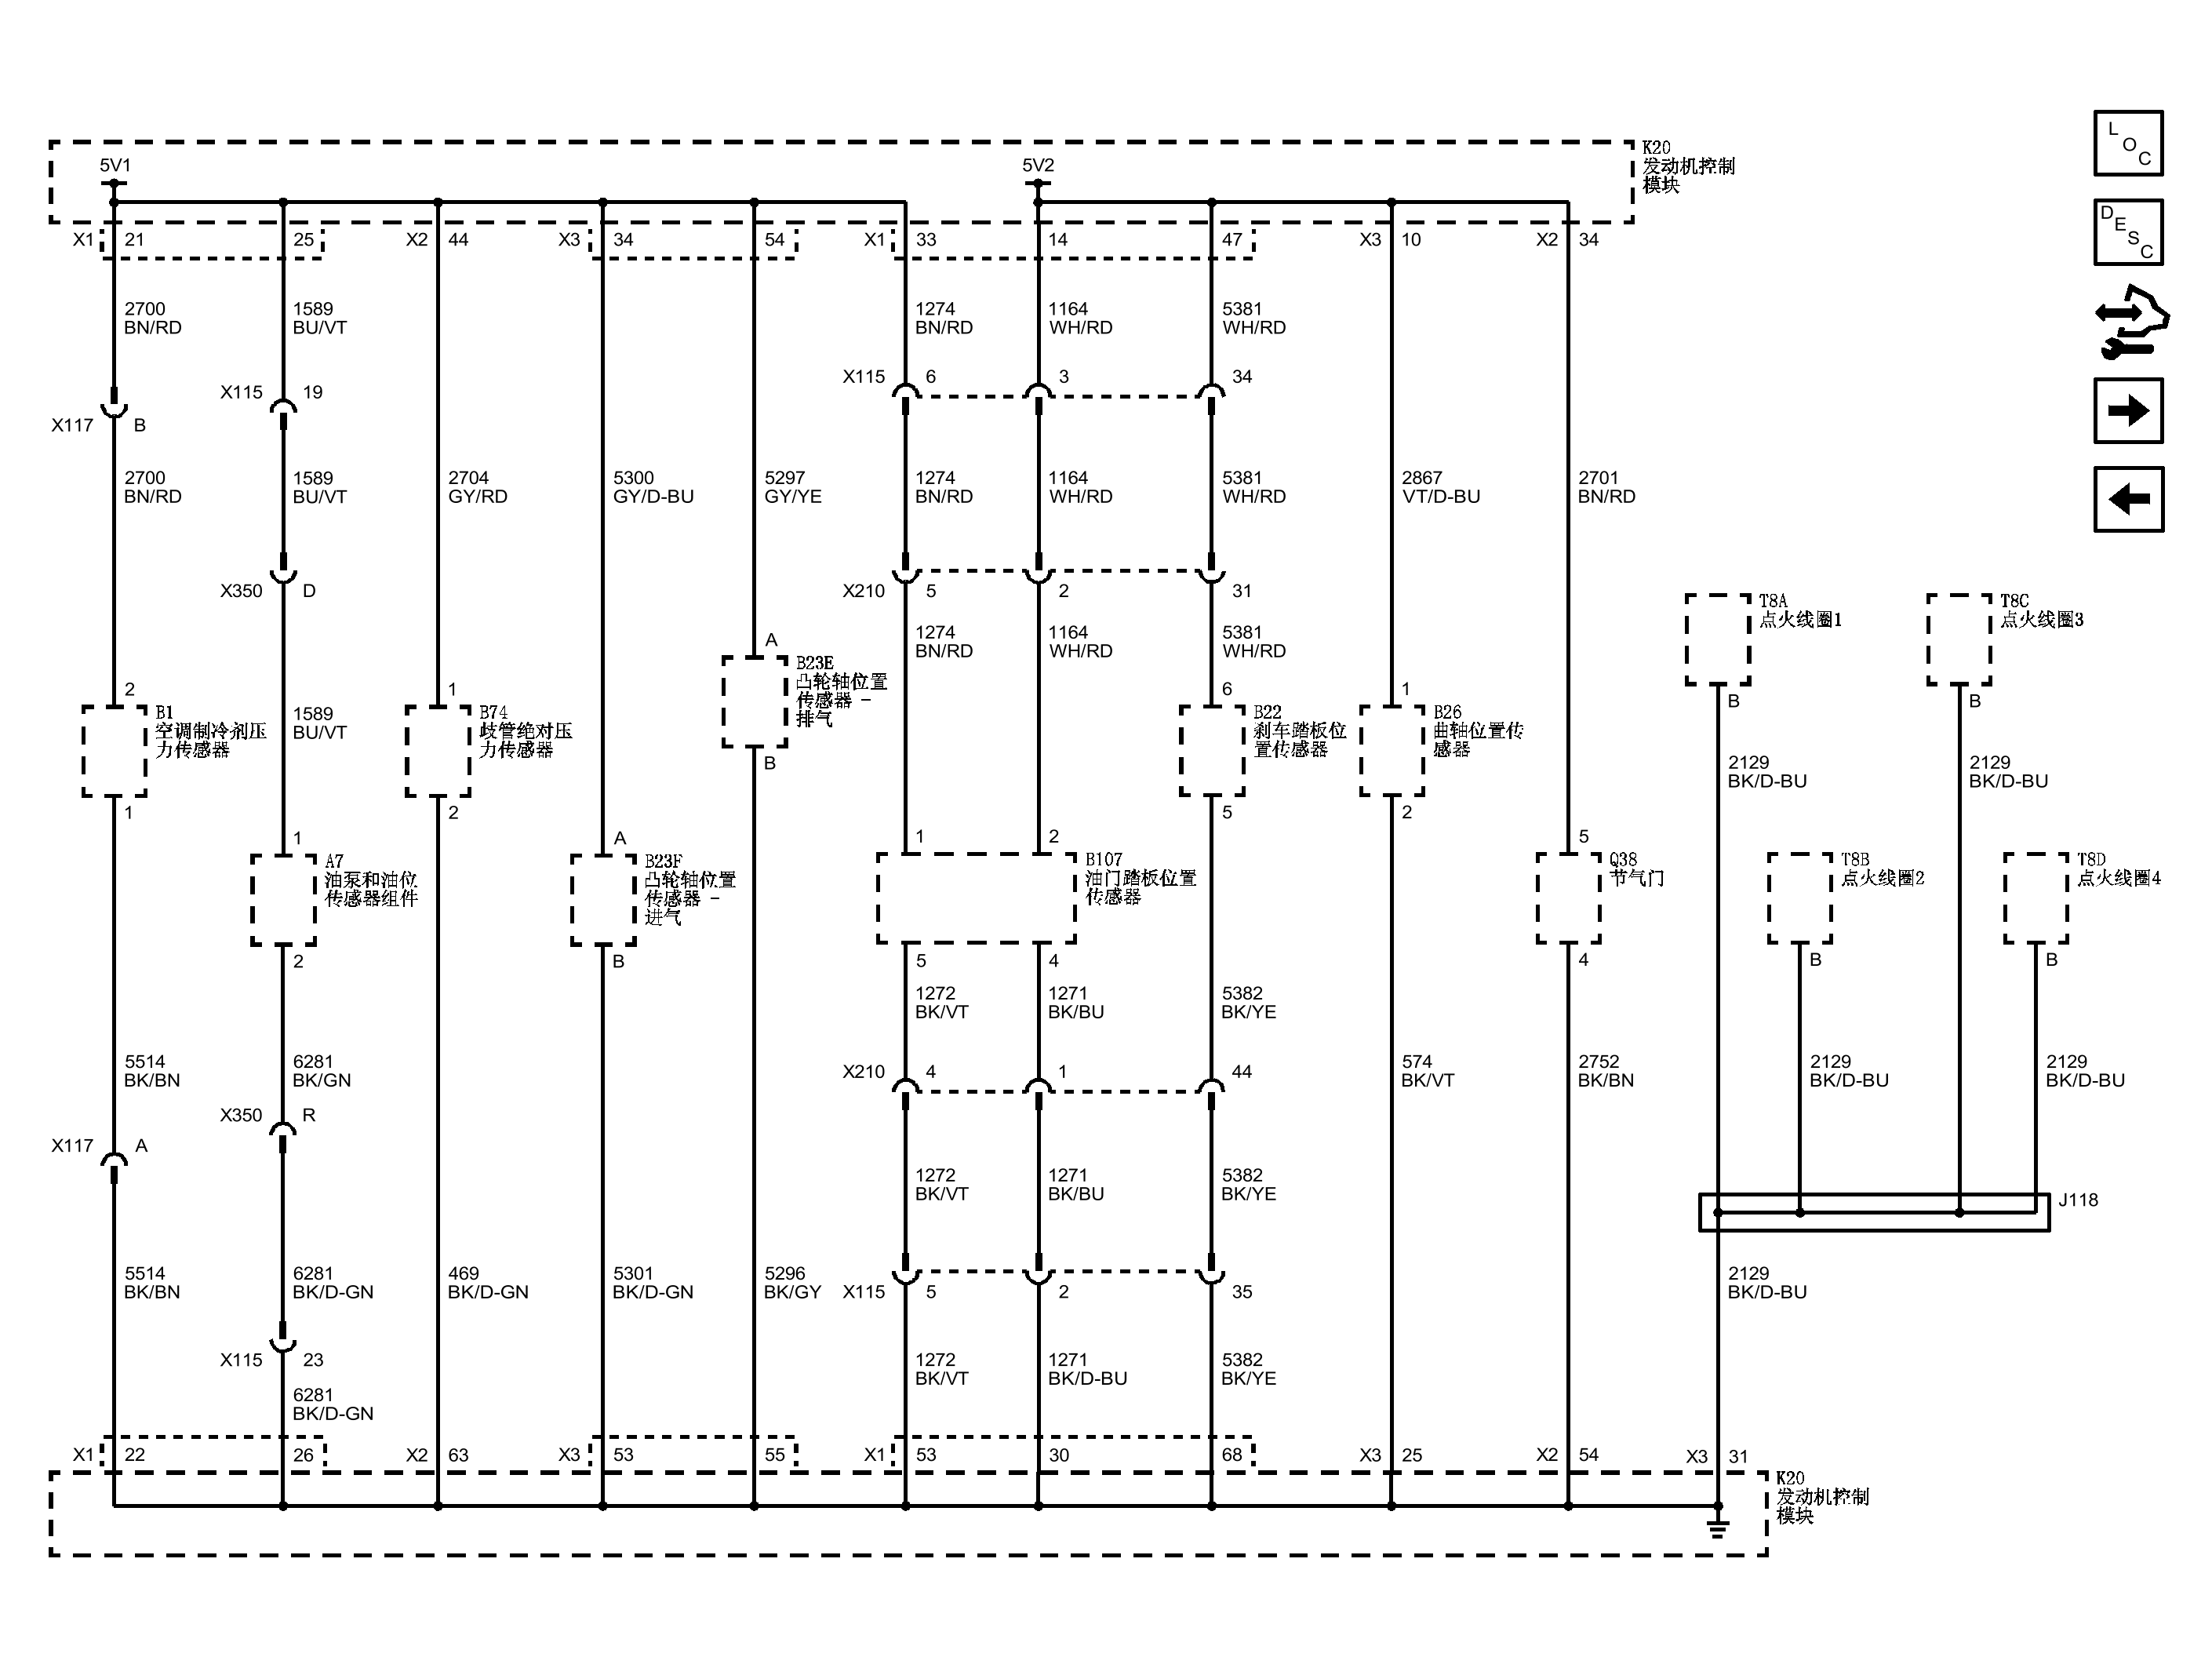 5V1
5V2
K20
发动机控制
模块
X1 21
25
X2 44
X3 34
54
X1 33
14
47
X3 10
X2 34
2700
BN/RD
1589
BU/VT
1274
BN/RD
1164
WH/RD
5381
WH/RD
X115 19
X115 6
3
34
X117 B
2700
BN/RD
1589
BU/VT
2704
GY/RD
5300
GY/D-BU
5297
GY/YE
1274
BN/RD
1164
WH/RD
5381
WH/RD
2867
VT/D-BU
2701
BN/RD
X350 D
X210 5
2
31
1274
BN/RD
1164
WH/RD
5381
WH/RD
T8A
点火线圈1
T8C
点火线圈3
A
B23E
凸轮轴位置
传感器 -
排气
B
2
B1
空调制冷剂压
力传感器
1
1589
BU/VT
1
B74
歧管绝对压
力传感器
2
6
B22
刹车踏板位
置传感器
5
1
B26
曲轴位置传
感器
2
B
B
2129
BK/D-BU
2129
BK/D-BU
1
A7
油泵和油位
传感器组件
2
A
B23F
凸轮轴位置
传感器 -
进气
B
1
2
B107
油门踏板位置
传感器
5
4
5
Q38
节气门
4
T8B
点火线圈2
B
T8D
点火线圈4
B
1272
BK/VT
1271
BK/BU
5382
BK/YE
5514
BK/BN
6281
BK/GN
X210 4
1
44
574
BK/VT
2752
BK/BN
2129
BK/D-BU
2129
BK/D-BU
X350 R
X117 A
1272
BK/VT
1271
BK/BU
5382
BK/YE
J118
5514
BK/BN
6281
BK/D-GN
469
BK/D-GN
5301
BK/D-GN
5296
BK/GY
X115 5
2
35
2129
BK/D-BU
X115 23
6281
BK/D-GN
1272
BK/VT
1271
BK/D-BU
5382
BK/YE
X1 22
26
X2 63
X3 53
55
X1 53
30
68
X3 25
X2 54
X3 31
K20
发动机控制
模块
LOC
DESC